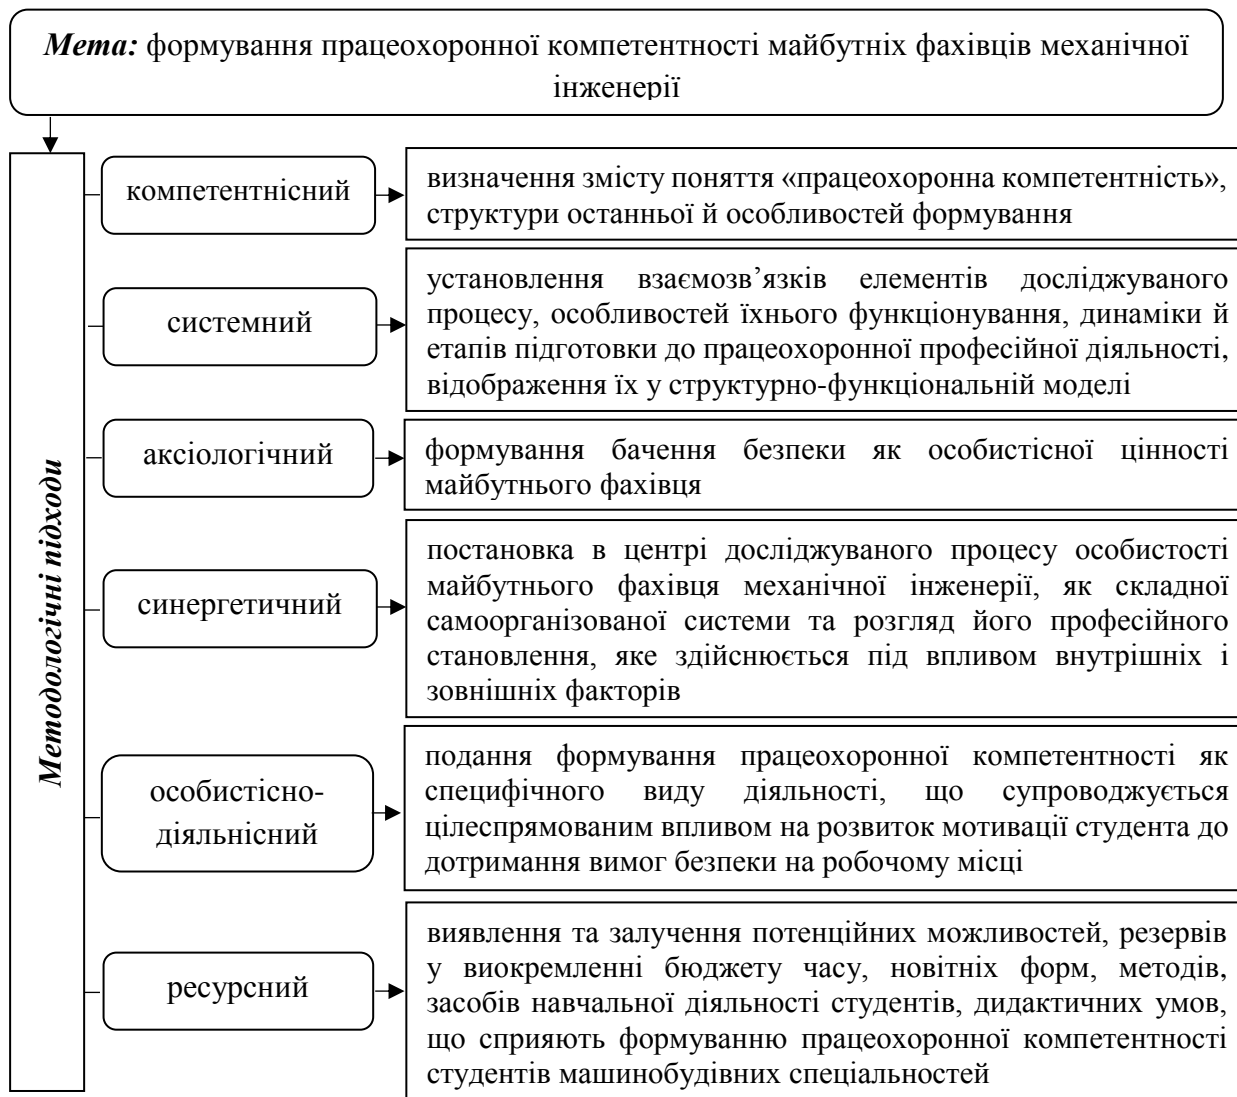 Мета: формування працеохоронної компетентності майбутніх фахівців механічної
інженерії
Методологічні підходи
компетентнісний
визначення змісту поняття «працеохоронна компетентність»,
структури останньої й особливостей формування
системний
установлення взаємозв’язків елементів досліджуваного
процесу, особливостей їхнього функціонування, динаміки й
етапів підготовки до працеохоронної професійної діяльності,
відображення їх у структурно-функціональній моделі
аксіологічний
формування бачення безпеки як особистісної цінності
майбутнього фахівця
синергетичний
постановка в центрі досліджуваного процесу особистості
майбутнього фахівця механічної інженерії, як складної
самоорганізованої системи та розгляд його професійного
становлення, яке здійснюється під впливом внутрішніх і
зовнішніх факторів
особистісно-
діяльнісний
подання формування працеохоронної компетентності як
специфічного виду діяльності, що супроводжується
цілеспрямованим впливом на розвиток мотивації студента до
дотримання вимог безпеки на робочому місці
ресурсний
виявлення та залучення потенційних можливостей, резервів
у виокремленні бюджету часу, новітніх форм, методів,
засобів навчальної діяльності студентів, дидактичних умов,
що сприяють формуванню працеохоронної компетентності
студентів машинобудівних спеціальностей